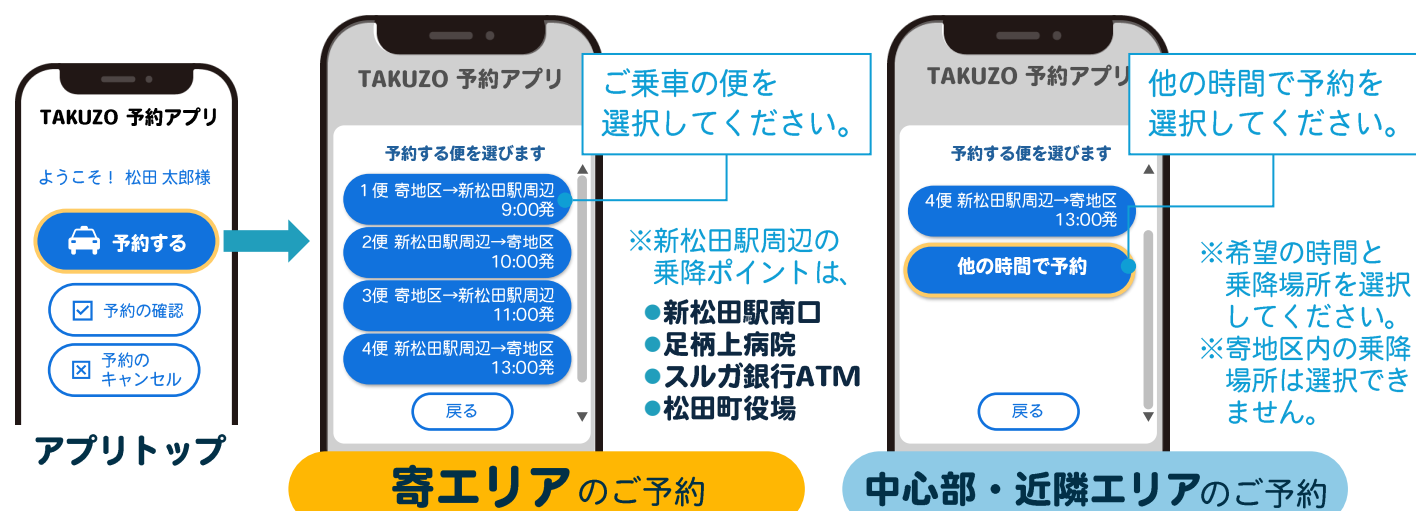 TAKUZO 予約アプリ
ようこそ！ 松田 太郎様
予約する
予約の確認
予約の
キャンセル
アプリトップ
TAKUZO 予約アプリ
予約する便を選びます
1便 寄地区→新松田駅周辺
9:00発
2便 新松田駅周辺→寄地区
10:00発
3便 寄地区→新松田駅周辺
11:00発
4便 新松田駅周辺→寄地区
13:00発
戻る
ご乗車の便を
選択してください。
※新松田駅周辺の
乗降ポイントは、
●新松田駅南口
●足柄上病院
●スルガ銀行ATM
●松田町役場
寄エリアのご予約
TAKUZO 予約アプリ
予約する便を選びます
4便 新松田駅周辺→寄地区
13:00発
他の時間で予約
戻る
他の時間で予約を
選択してください。
※希望の時間と
乗降場所を選択
してください。
※寄地区内の乗降
場所は選択でき
ません。
中心部・近隣エリアのご予約